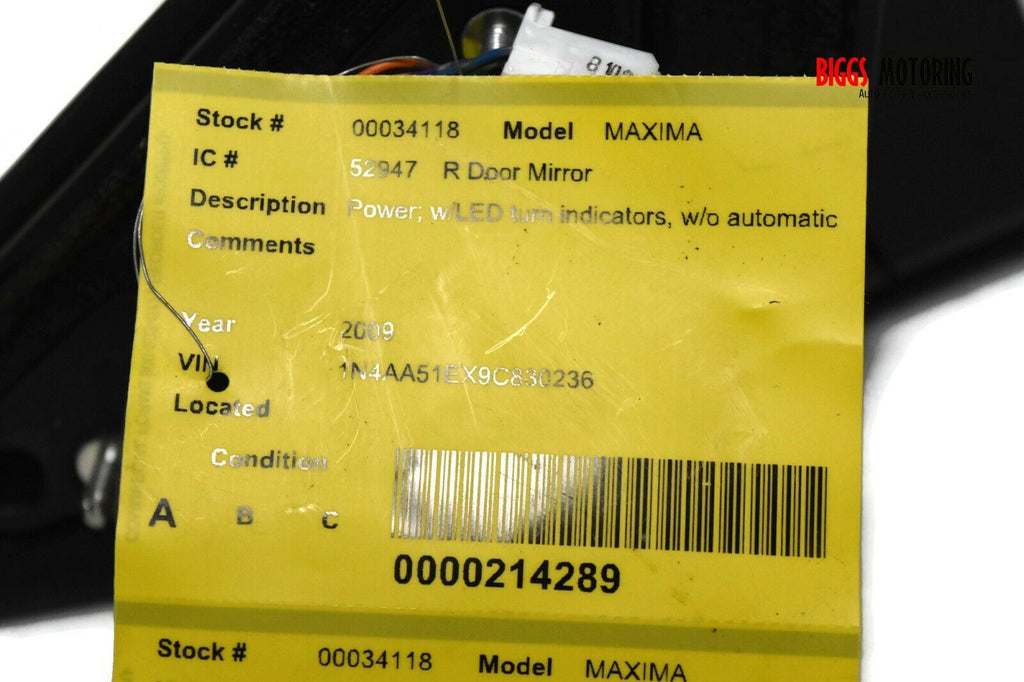 BIGGS MOTORING
Stock # 00034118 Model MAXIMA
IC # 52947 R Door Mirror
Description Power; w/LED turn indicators, w/o automatic
Comments
Year 2009
VIN 1N4AA51EX9C830236
Located
Condition
A B C
0000214289
Stock # 00034118 Model MAXIMA